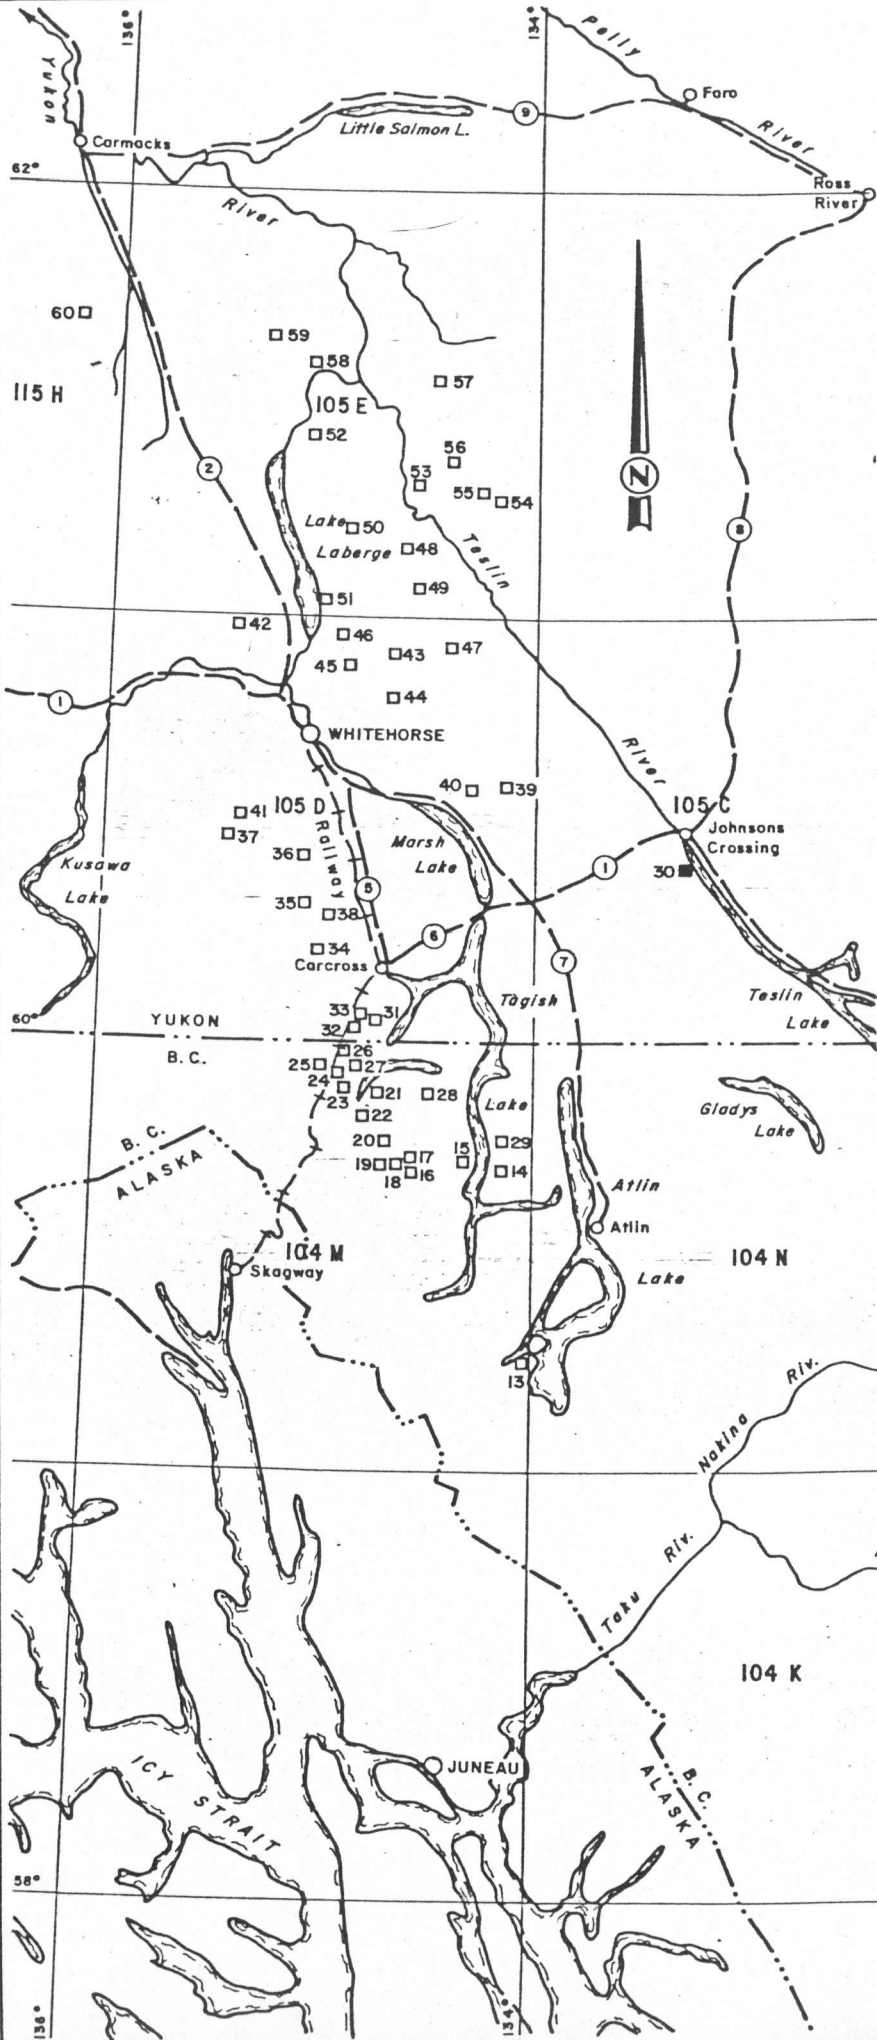 136°
134°
Pelly
Yukon
Faro
9
Carmacks
Little Salmon L.
River
62°
Ross
River
River
60
59
58
57
115 H
105 E
52
56
2
53
55
54
N
Lake
50
8
Laberge
48
Teslin
49
51
42
46
43
47
45
1
44
WHITEHORSE
River
40
39
105 C
41
105 D
Johnsons
Crossing
37
Railway
Marsh
Lake
36
1
30
Kusawa
Lake
5
35
38
6
34
7
Carcross
Tagish
Teslin
Lake
33
31
60°
YUKON
32
B.C.
26
25
27
24
23
21
28
Lake
Gladys
Lake
22
B.C.
20
29
17
15
ALASKA
19
18
16
14
Atlin
Atlin
104 M
104 N
Skagway
Lake
13
Riv.
Nakina
Riv.
Taku
104 K
ICY
STRAIT
JUNEAU
B.C.
ALASKA
58°
136°
134°